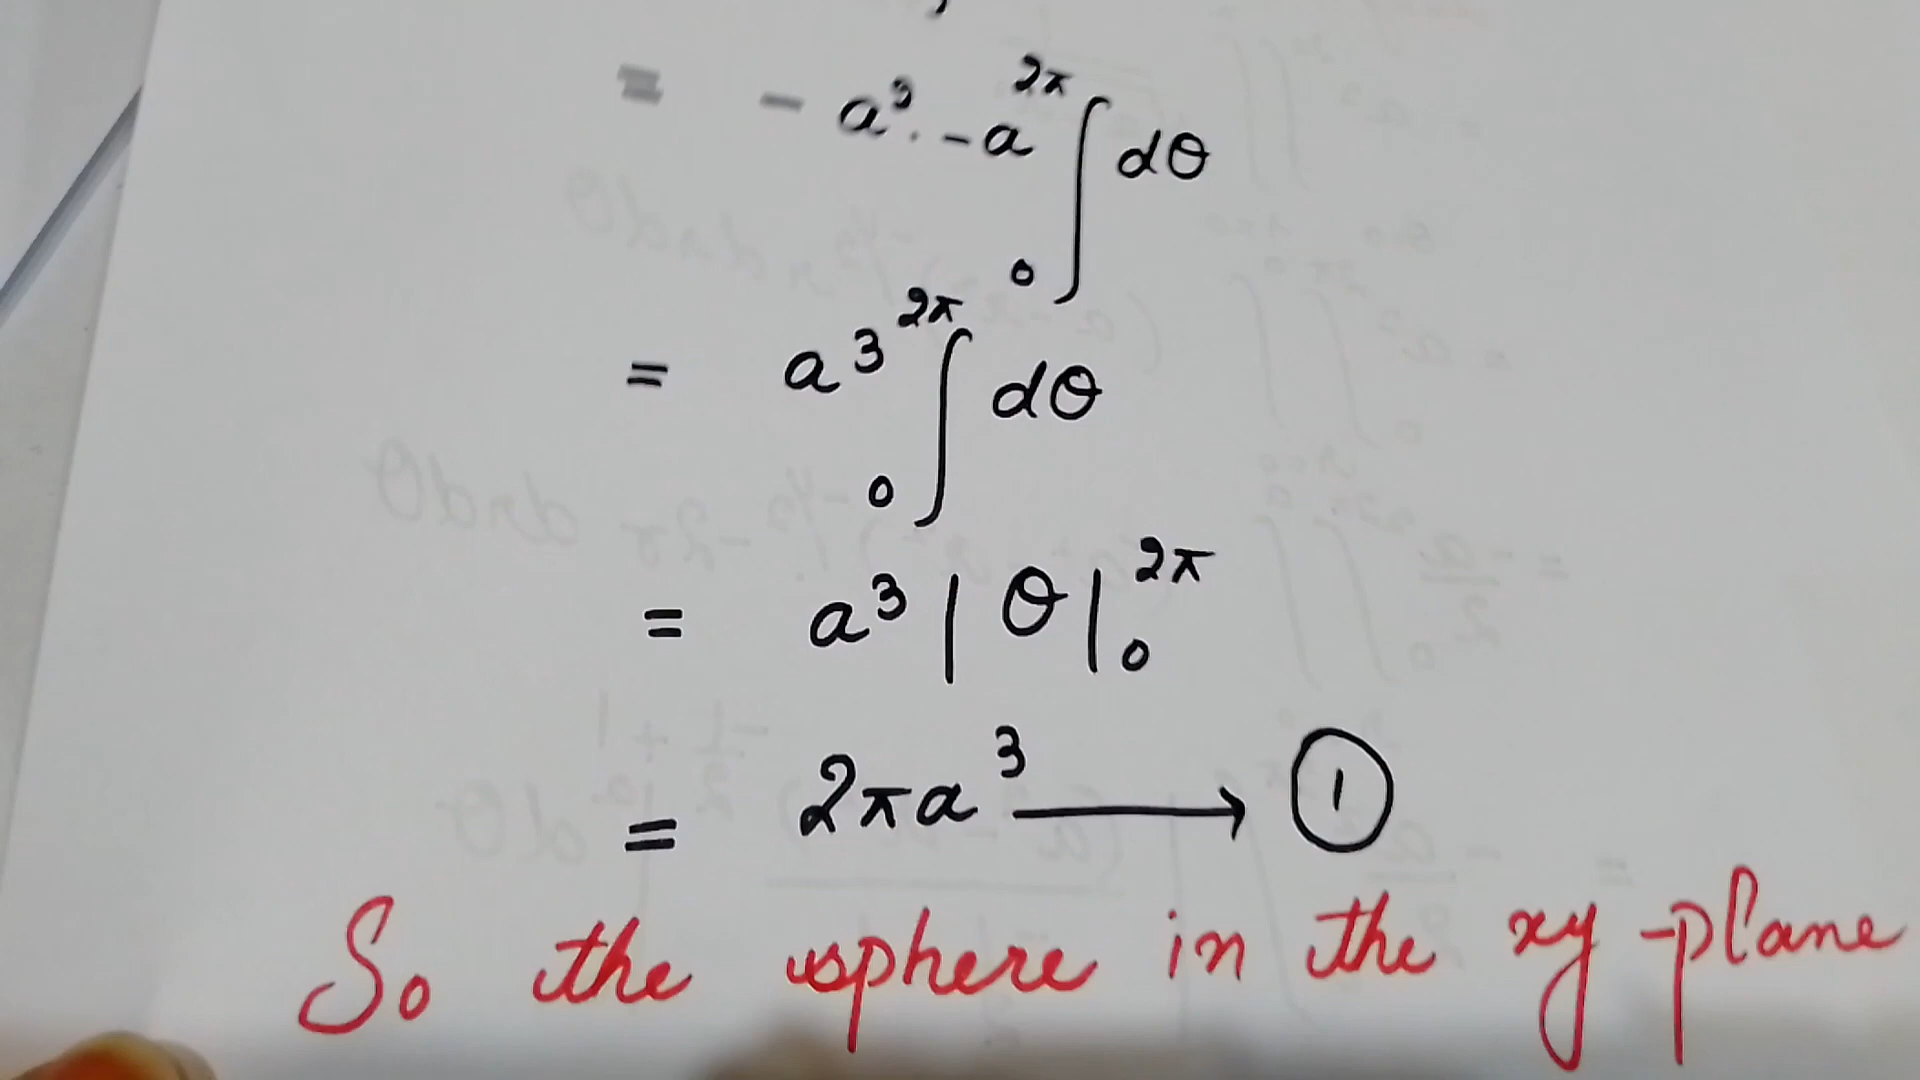 = - a². -a ∫₀^{2π} dθ
= a³ ∫₀^{2π} dθ
= a³ | θ |₀^{2π}
= 2πa³ → ①
So the sphere in the xy-plane